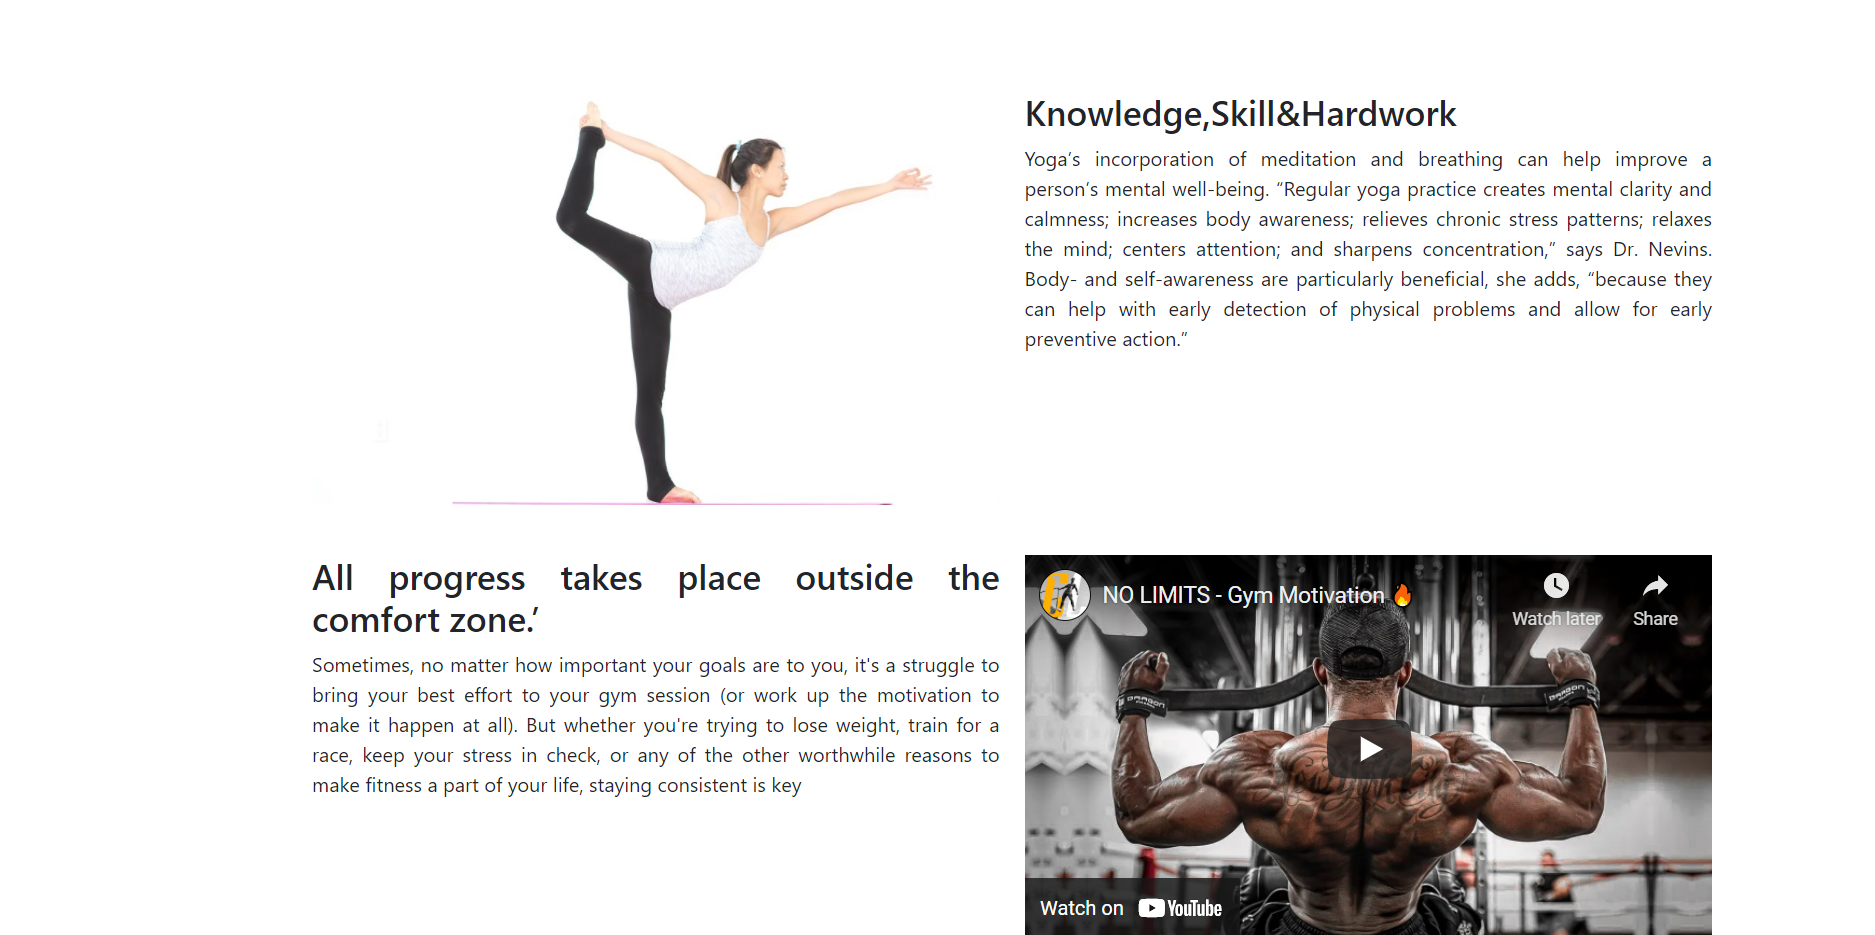 Knowledge,Skill&Hardwork
Yoga’s incorporation of meditation and breathing can help improve a
person’s mental well-being. “Regular yoga practice creates mental clarity and
calmness; increases body awareness; relieves chronic stress patterns; relaxes
the mind; centers attention; and sharpens concentration,” says Dr. Nevins.
Body- and self-awareness are particularly beneficial, she adds, “because they
can help with early detection of physical problems and allow for early
preventive action.”
All progress takes place outside the
comfort zone.’
Sometimes, no matter how important your goals are to you, it's a struggle to
bring your best effort to your gym session (or work up the motivation to
make it happen at all). But whether you're trying to lose weight, train for a
race, keep your stress in check, or any of the other worthwhile reasons to
make fitness a part of your life, staying consistent is key
NO LIMITS - Gym Motivation 🔥
Watch later
Share
DRAGON
DRAGON
Watch on YouTube